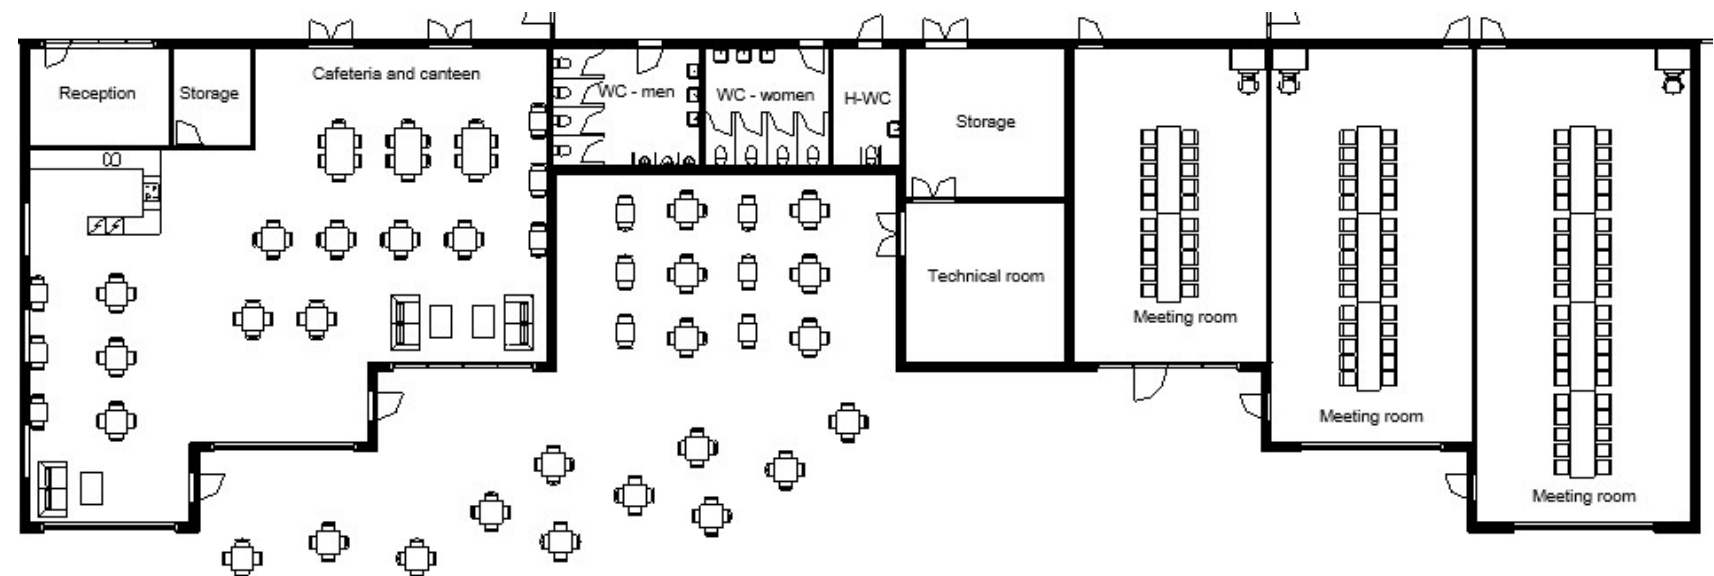 Cafeteria and canteen
Reception
Storage
WC - men
WC - women
H-WC
Storage
Technical room
Meeting room
Meeting room
Meeting room